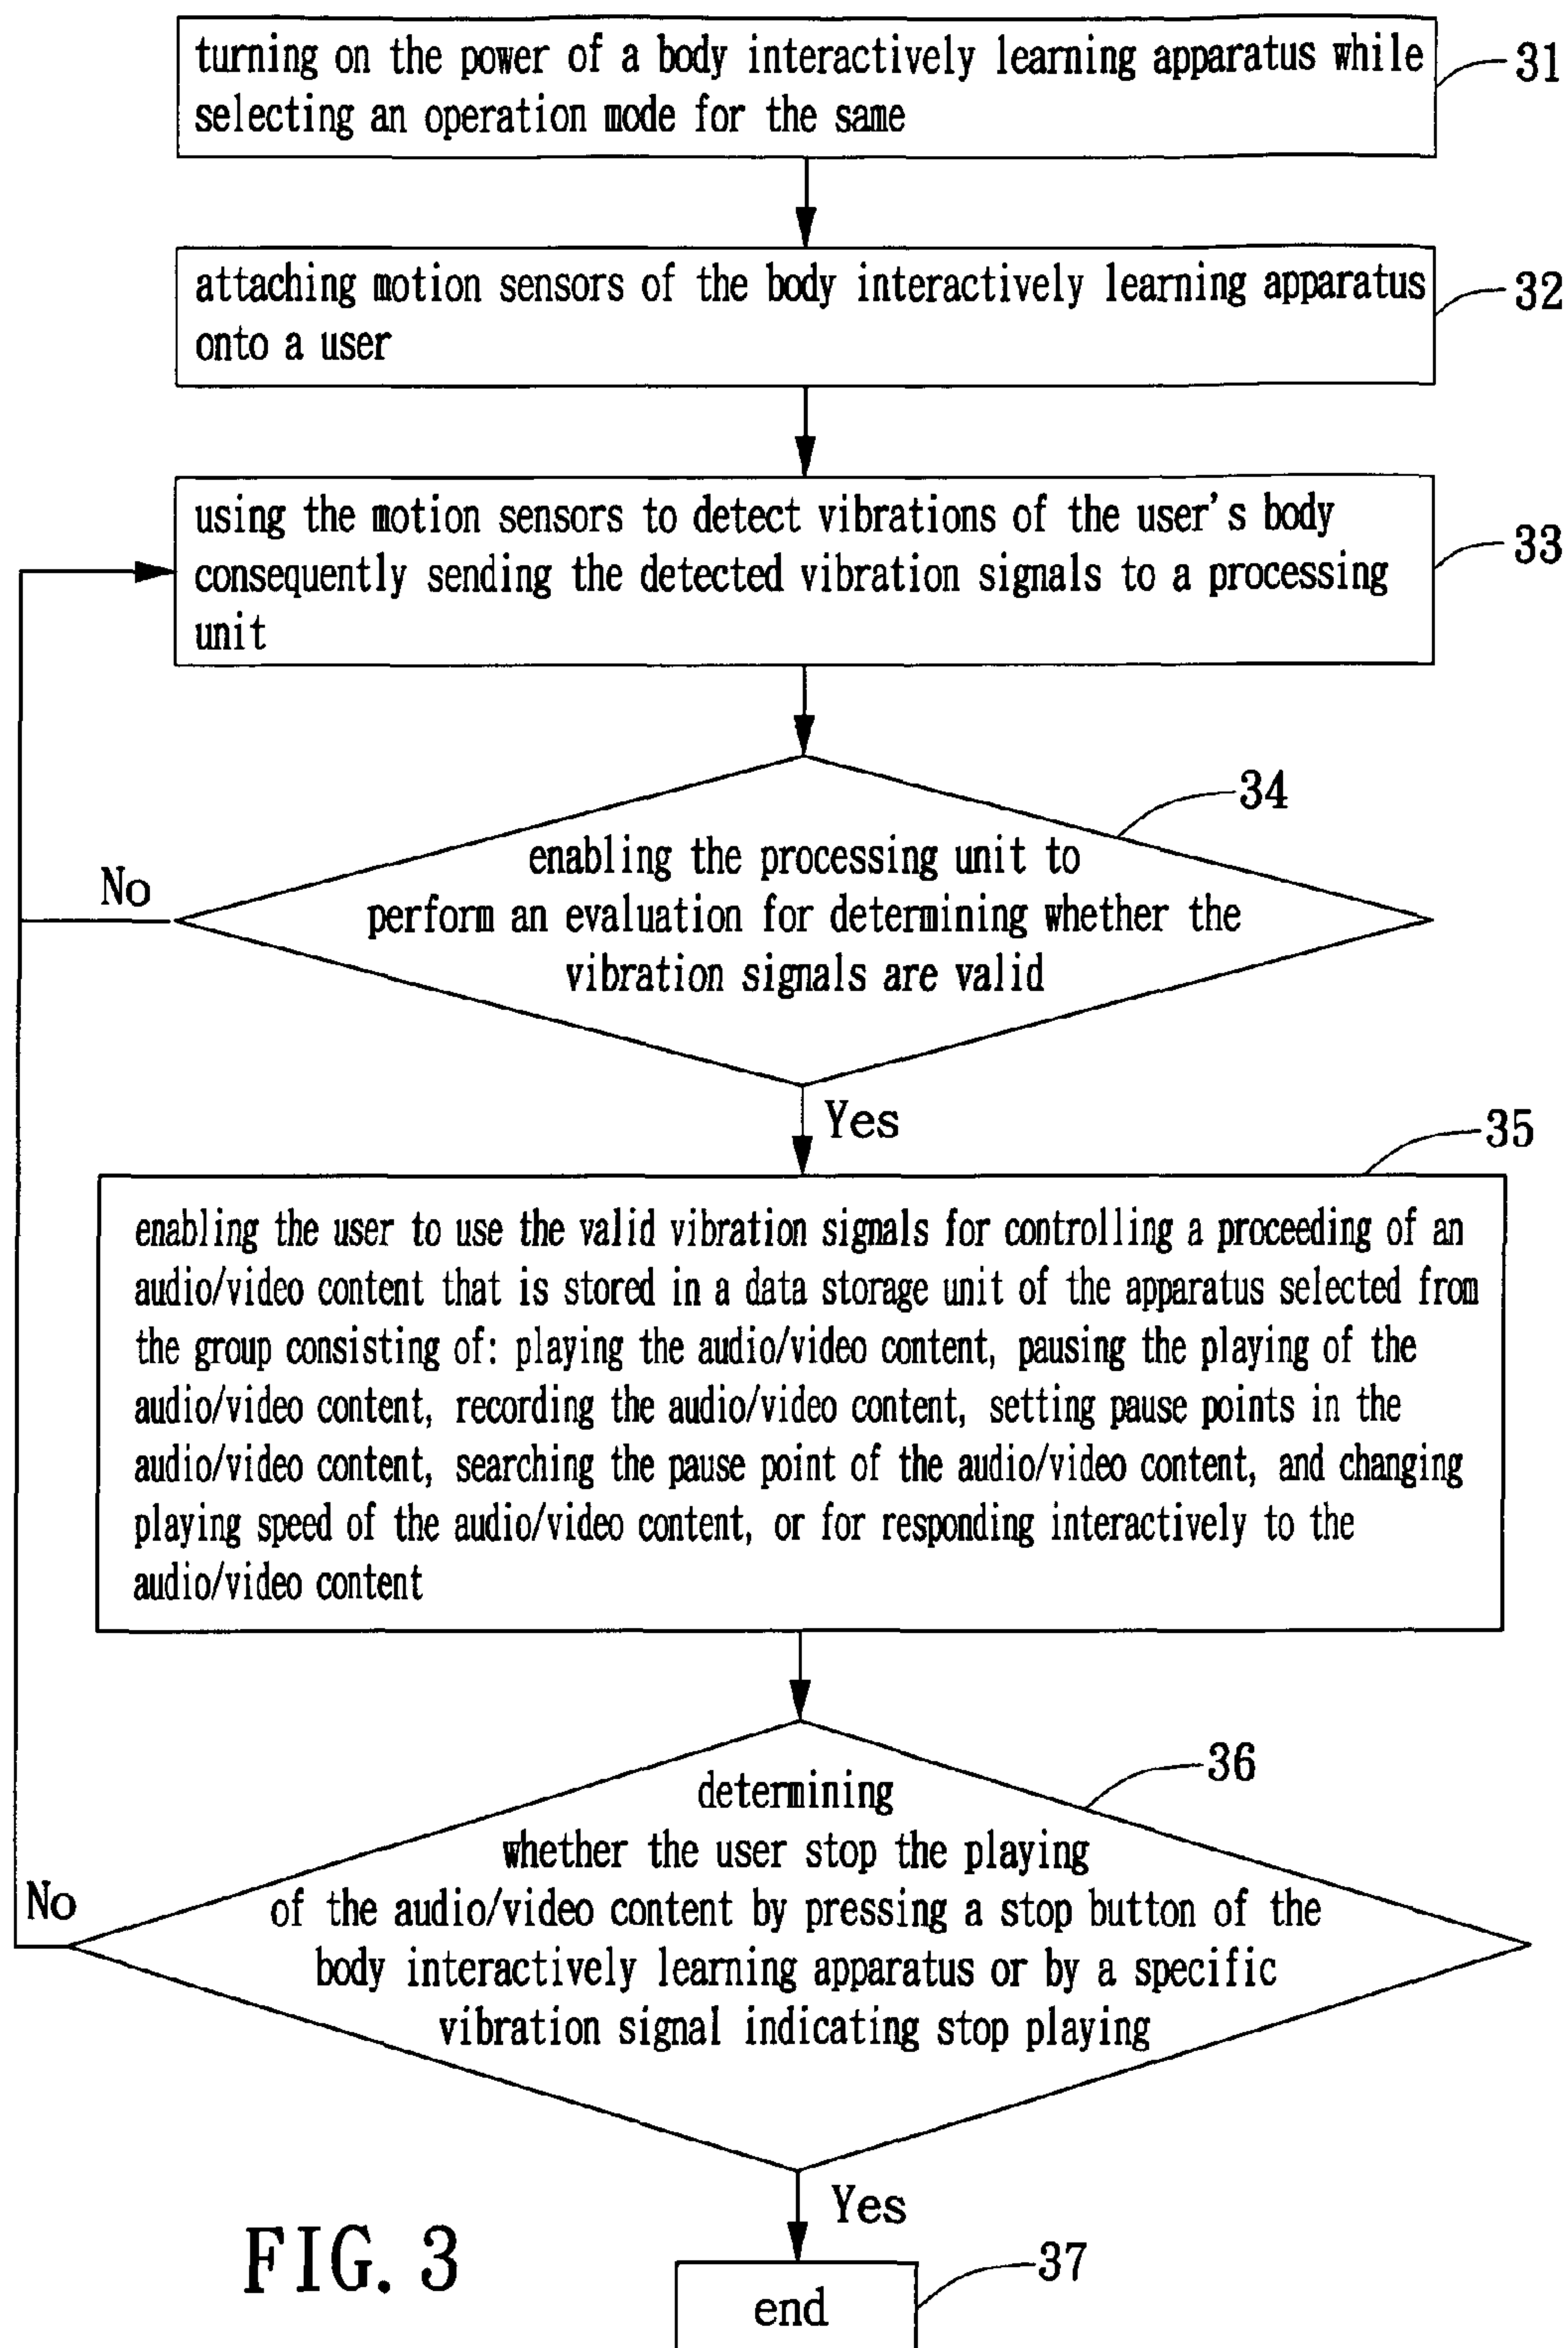 turning on the power of a body interactively learning apparatus while
selecting an operation mode for the same
31
attaching motion sensors of the body interactively learning apparatus
onto a user
32
using the motion sensors to detect vibrations of the user's body
consequently sending the detected vibration signals to a processing
unit
33
34
enabling the processing unit to
perform an evaluation for determining whether the
vibration signals are valid
No
Yes
35
enabling the user to use the valid vibration signals for controlling a proceeding of an
audio/video content that is stored in a data storage unit of the apparatus selected from
the group consisting of: playing the audio/video content, pausing the playing of the
audio/video content, recording the audio/video content, setting pause points in the
audio/video content, searching the pause point of the audio/video content, and changing
playing speed of the audio/video content, or for responding interactively to the
audio/video content
36
determining
whether the user stop the playing
of the audio/video content by pressing a stop button of the
body interactively learning apparatus or by a specific
vibration signal indicating stop playing
No
Yes
37
end
FIG. 3